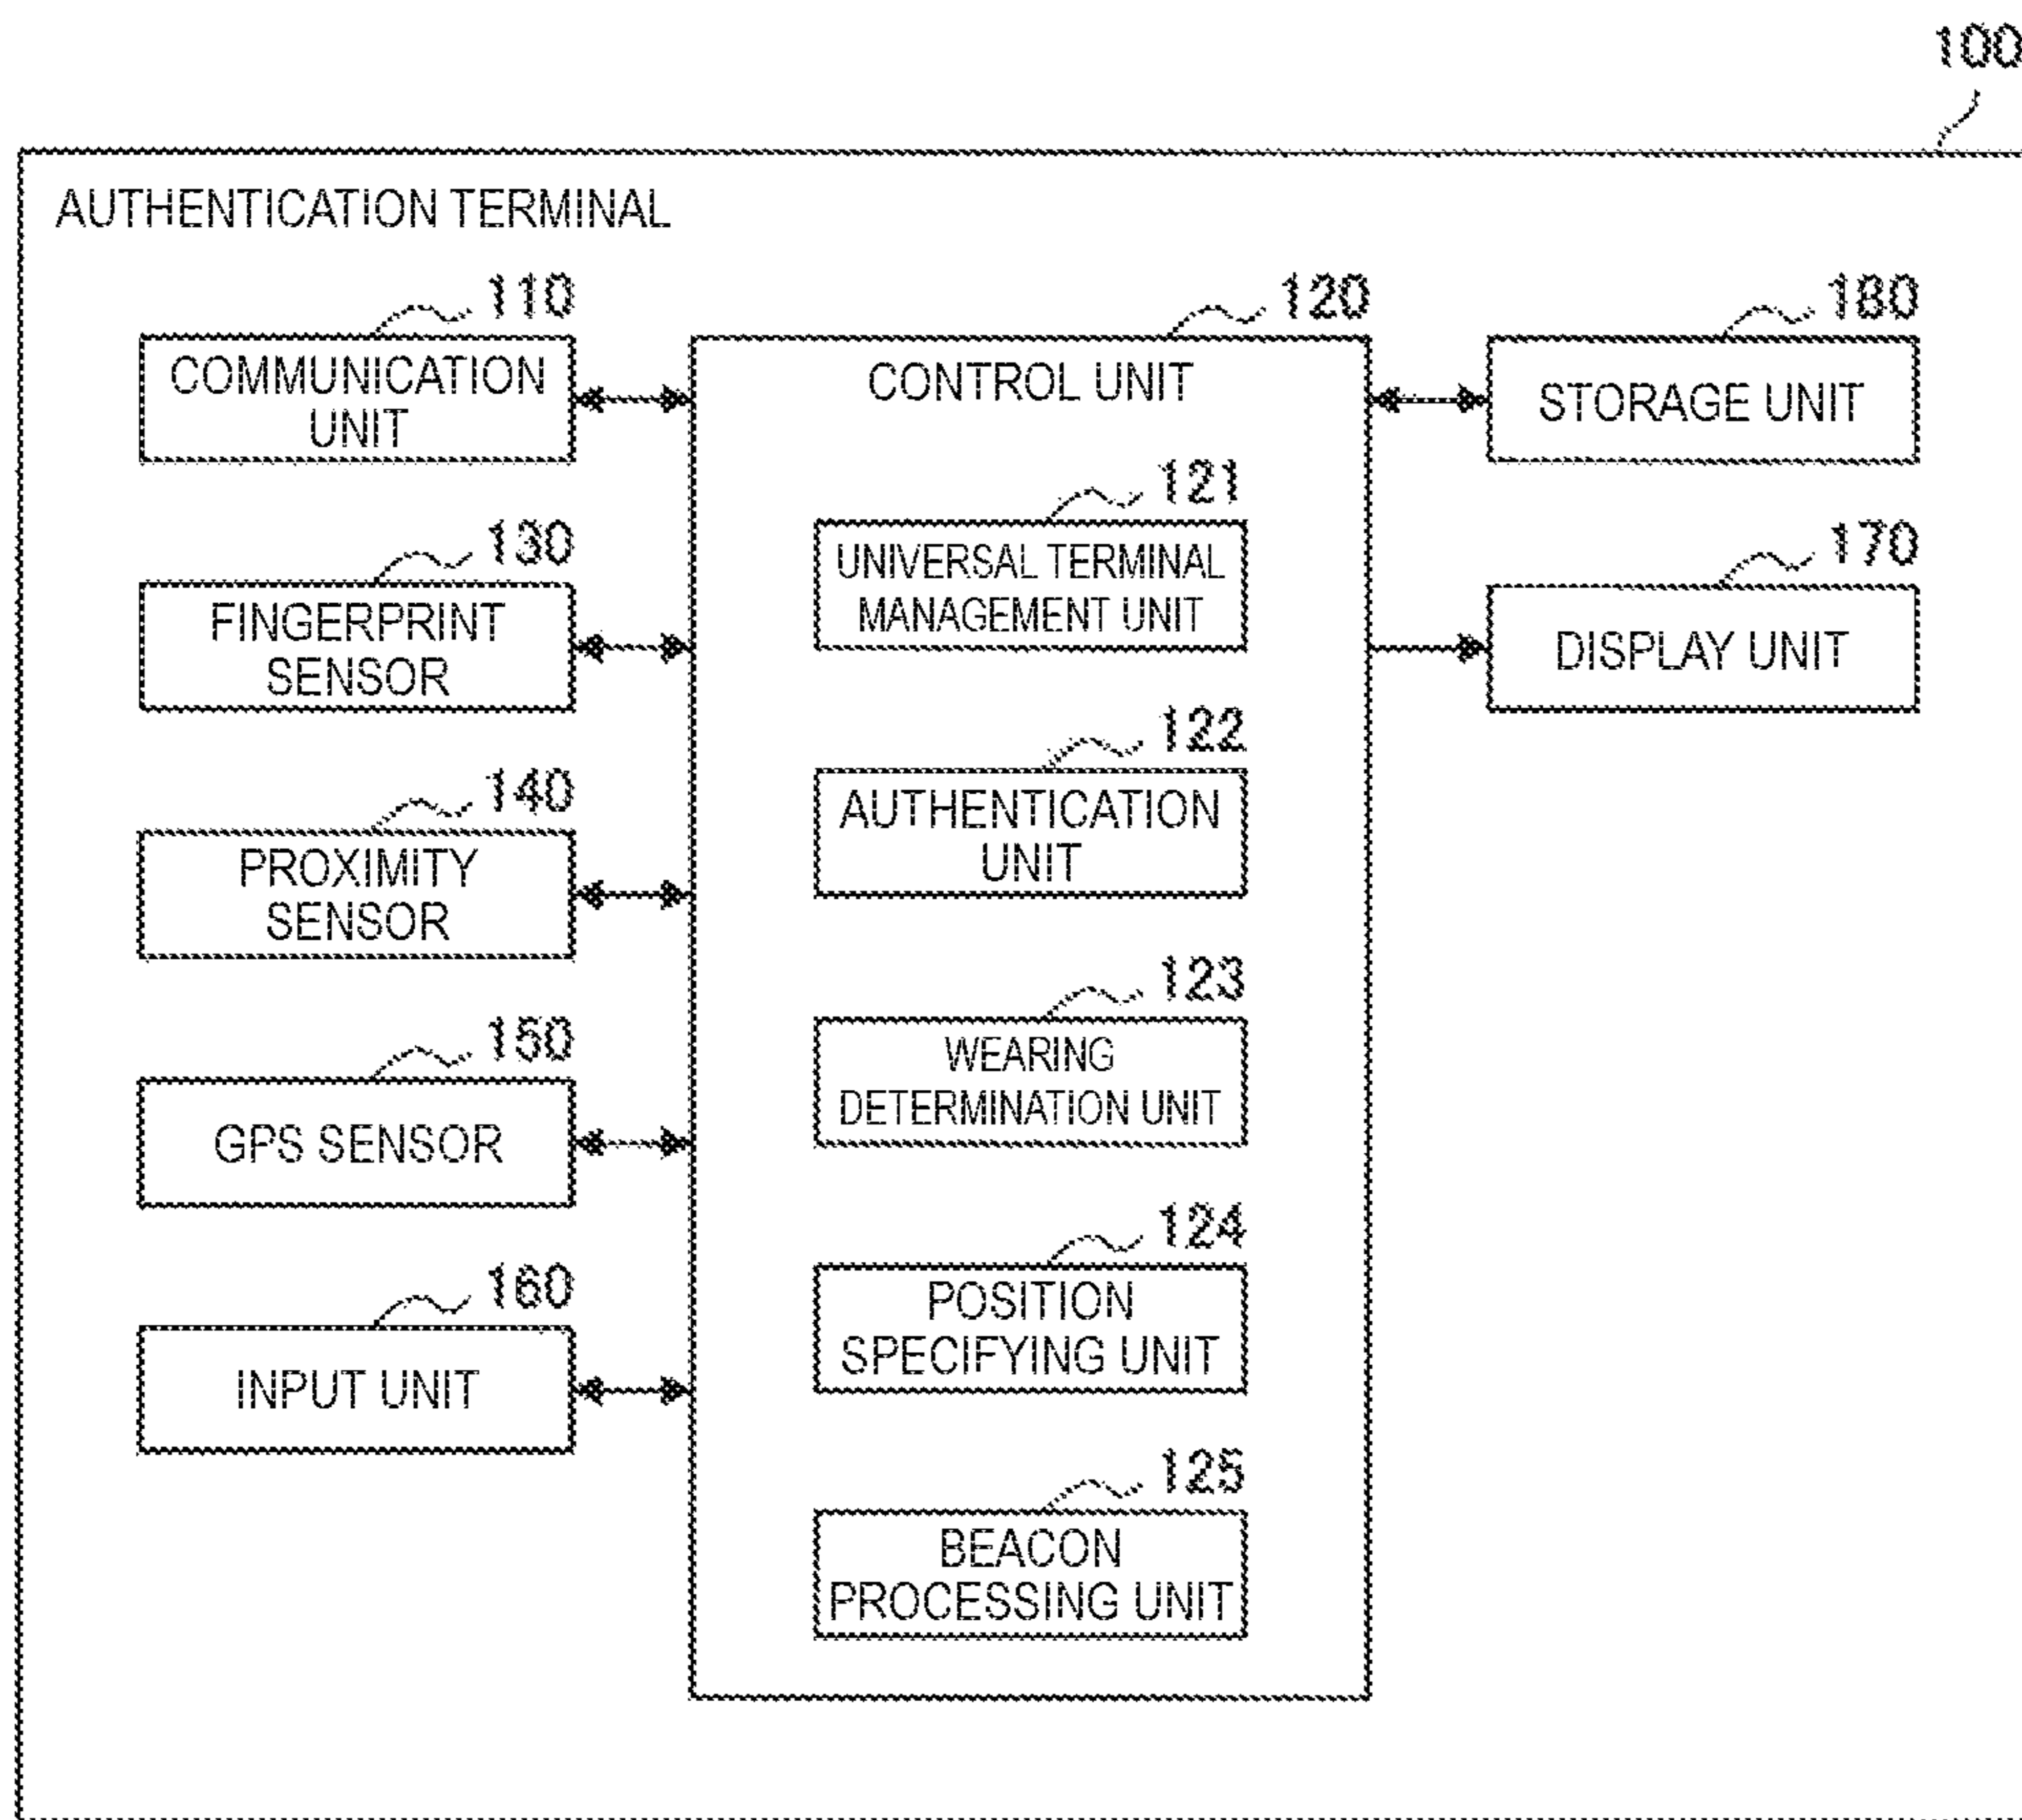 100
AUTHENTICATION TERMINAL
110
COMMUNICATION
UNIT
130
FINGERPRINT
SENSOR
140
PROXIMITY
SENSOR
150
GPS SENSOR
160
INPUT UNIT
120
CONTROL UNIT
121
UNIVERSAL TERMINAL
MANAGEMENT UNIT
122
AUTHENTICATION
UNIT
123
WEARING
DETERMINATION UNIT
124
POSITION
SPECIFYING UNIT
125
BEACON
PROCESSING UNIT
180
STORAGE UNIT
170
DISPLAY UNIT